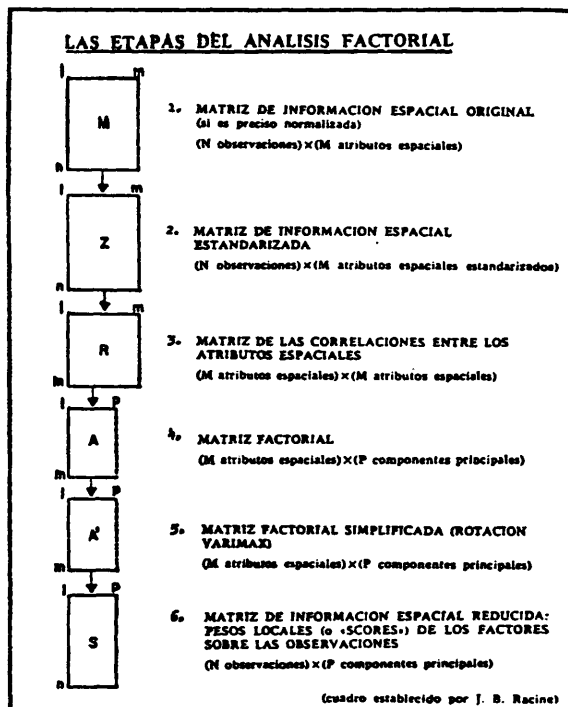 LAS ETAPAS DEL ANALISIS FACTORIAL
1 m
M
n
1. MATRIZ DE INFORMACION ESPACIAL ORIGINAL
(si es preciso normalizada)
(N observaciones)×(M atributos espaciales)
1 m
Z
n
2. MATRIZ DE INFORMACION ESPACIAL
ESTANDARIZADA
(N observaciones)×(M atributos espaciales estandarizados)
1 m
R
m
3. MATRIZ DE LAS CORRELACIONES ENTRE LOS
ATRIBUTOS ESPACIALES
(M atributos espaciales)×(M atributos espaciales)
1 P
A
m
4. MATRIZ FACTORIAL
(M atributos espaciales)×(P componentes principales)
1 P
A'
m
5. MATRIZ FACTORIAL SIMPLIFICADA (ROTACION
VARIMAX)
(M atributos espaciales)×(P componentes principales)
1 P
S
n
6. MATRIZ DE INFORMACION ESPACIAL REDUCIDA:
PESOS LOCALES (o «SCORES») DE LOS FACTORES
SOBRE LAS OBSERVACIONES
(N observaciones)×(P componentes principales)
(cuadro establecido por J. B. Racine)